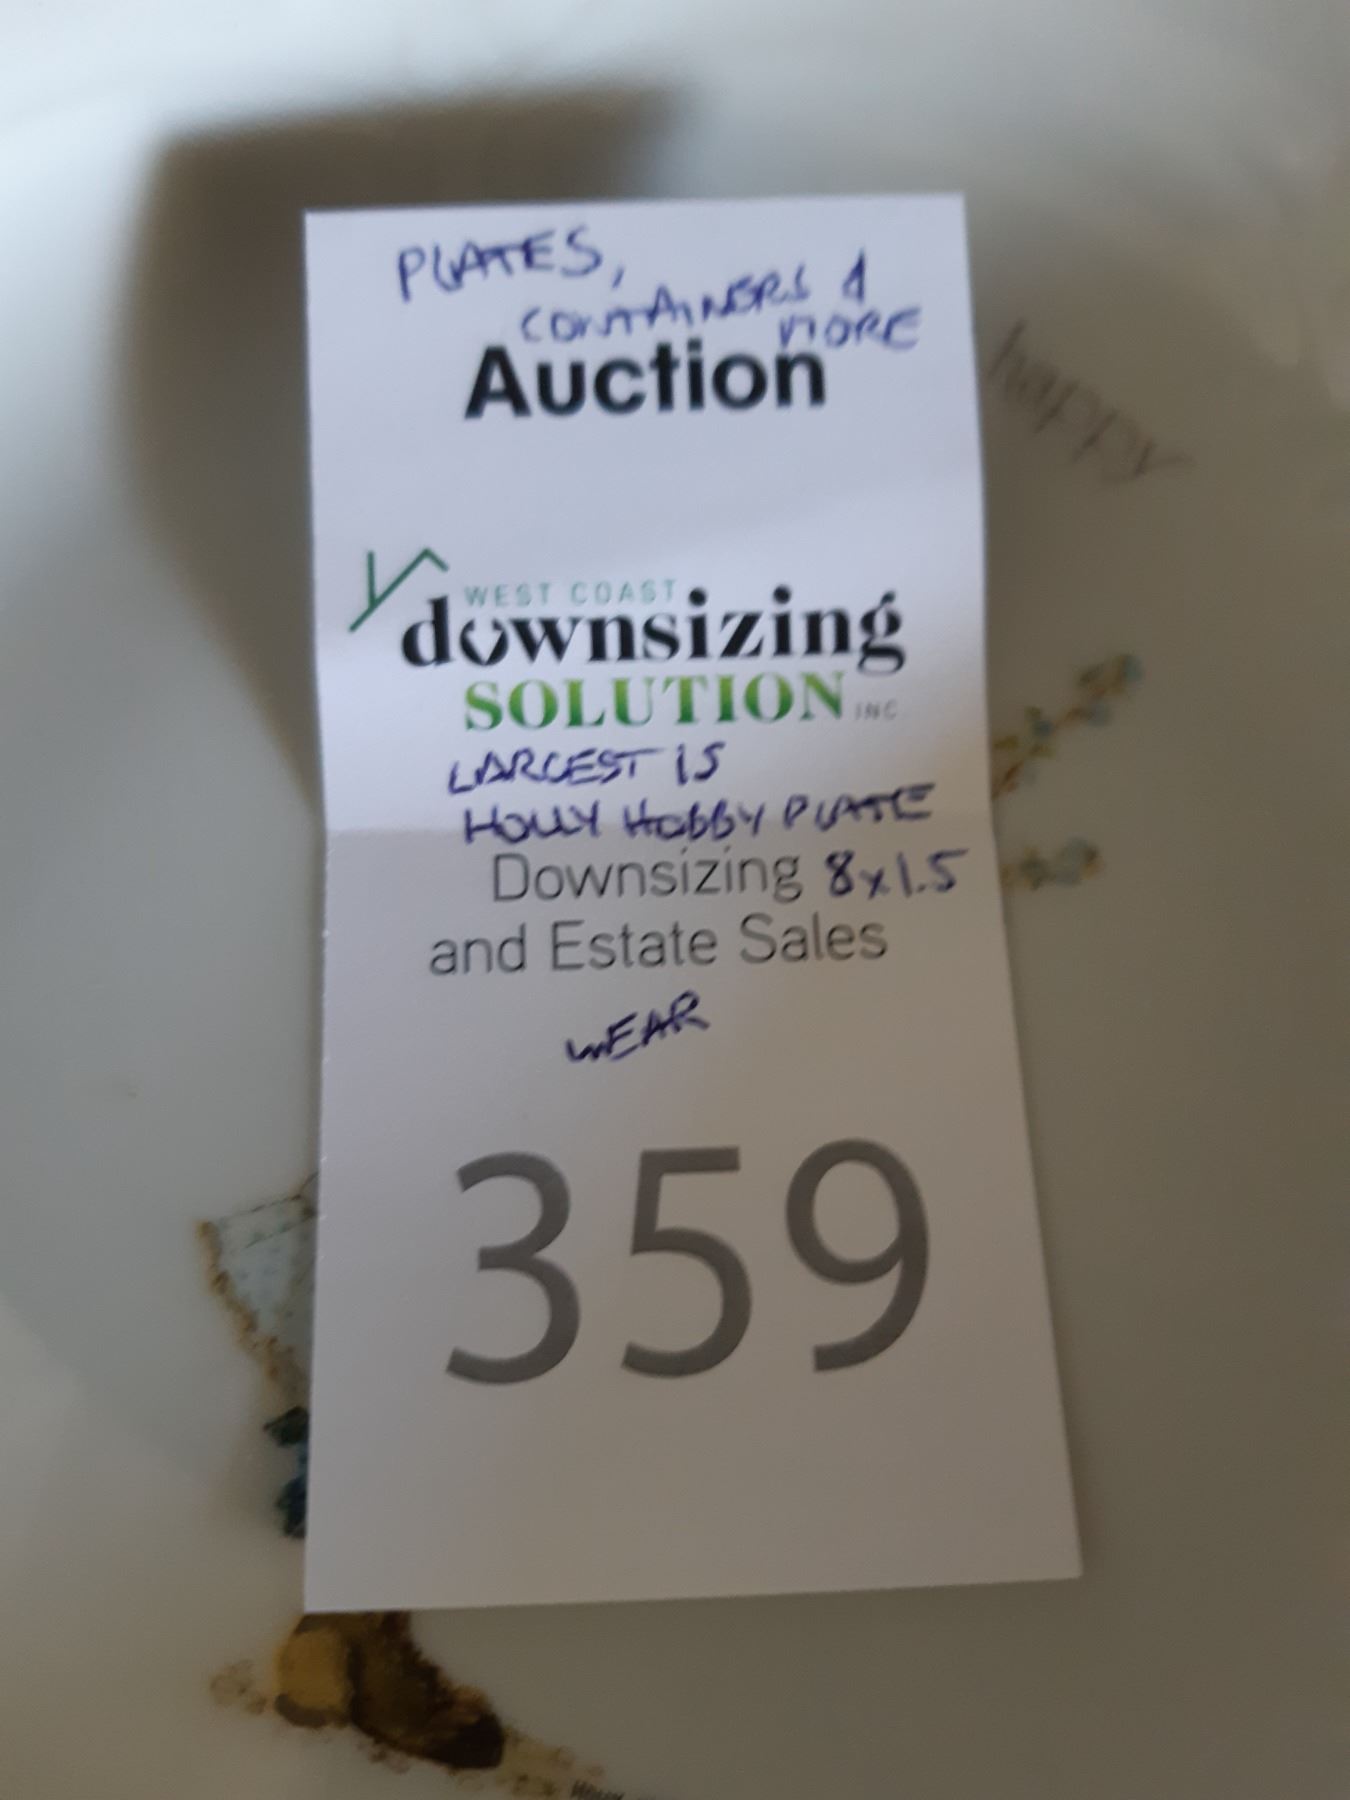 PLATES,
CONTAINERS &
MORE
Auction
happy
WEST COAST
downsizing
SOLUTION INC
LARGEST IS
HOLLY HOBBY PLATE
Downsizing 8x1.5
and Estate Sales
WEAR
359